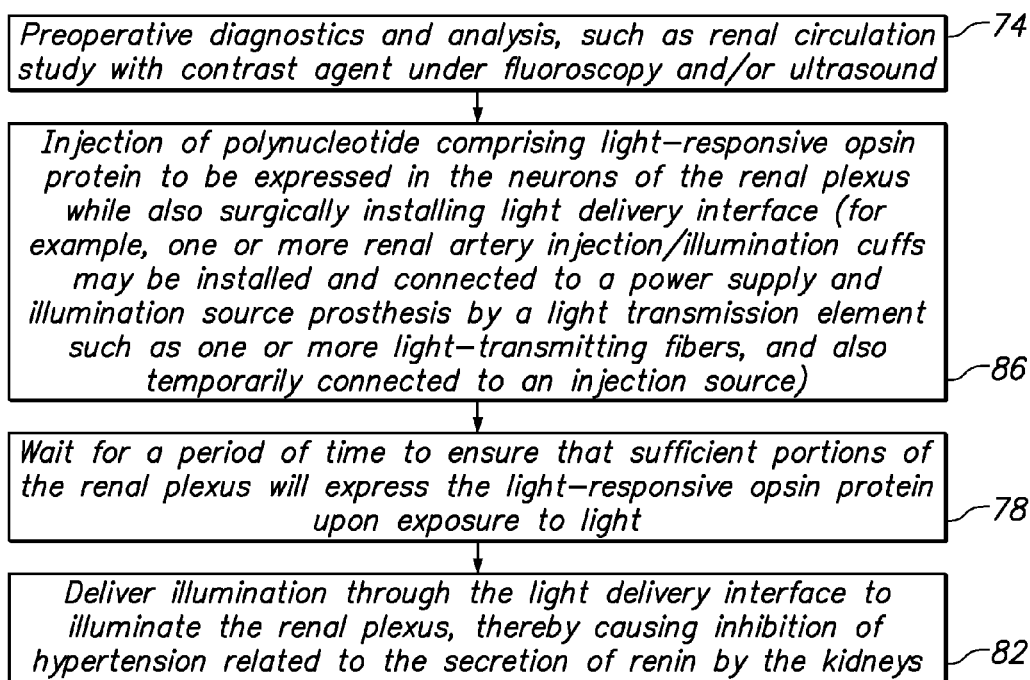 Preoperative diagnostics and analysis, such as renal circulation
study with contrast agent under fluoroscopy and/or ultrasound
74
Injection of polynucleotide comprising light-responsive opsin
protein to be expressed in the neurons of the renal plexus
while also surgically installing light delivery interface (for
example, one or more renal artery injection/illumination cuffs
may be installed and connected to a power supply and
illumination source prosthesis by a light transmission element
such as one or more light-transmitting fibers, and also
temporarily connected to an injection source)
86
Wait for a period of time to ensure that sufficient portions of
the renal plexus will express the light-responsive opsin protein
upon exposure to light
78
Deliver illumination through the light delivery interface to
illuminate the renal plexus, thereby causing inhibition of
hypertension related to the secretion of renin by the kidneys
82